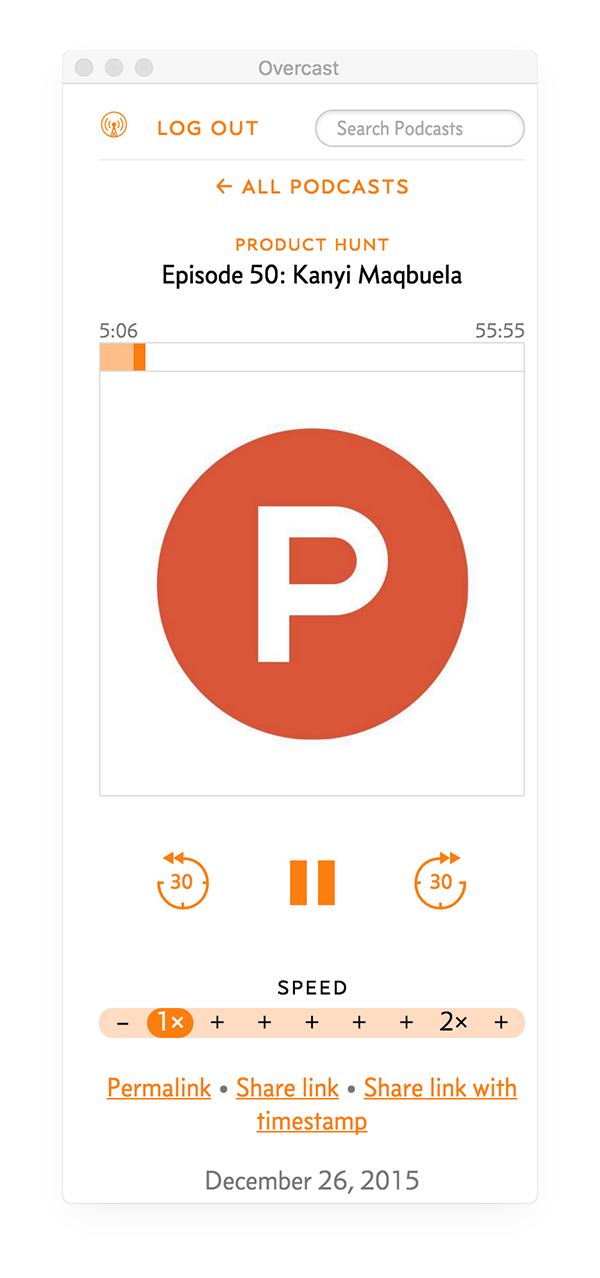 Overcast
LOG OUT
Search Podcasts
← ALL PODCASTS
PRODUCT HUNT
Episode 50: Kanyi Maqbuela
5:06 55:55
P
30 30
SPEED
– 1× + + + + + 2× +
Permalink • Share link • Share link with
timestamp
December 26, 2015